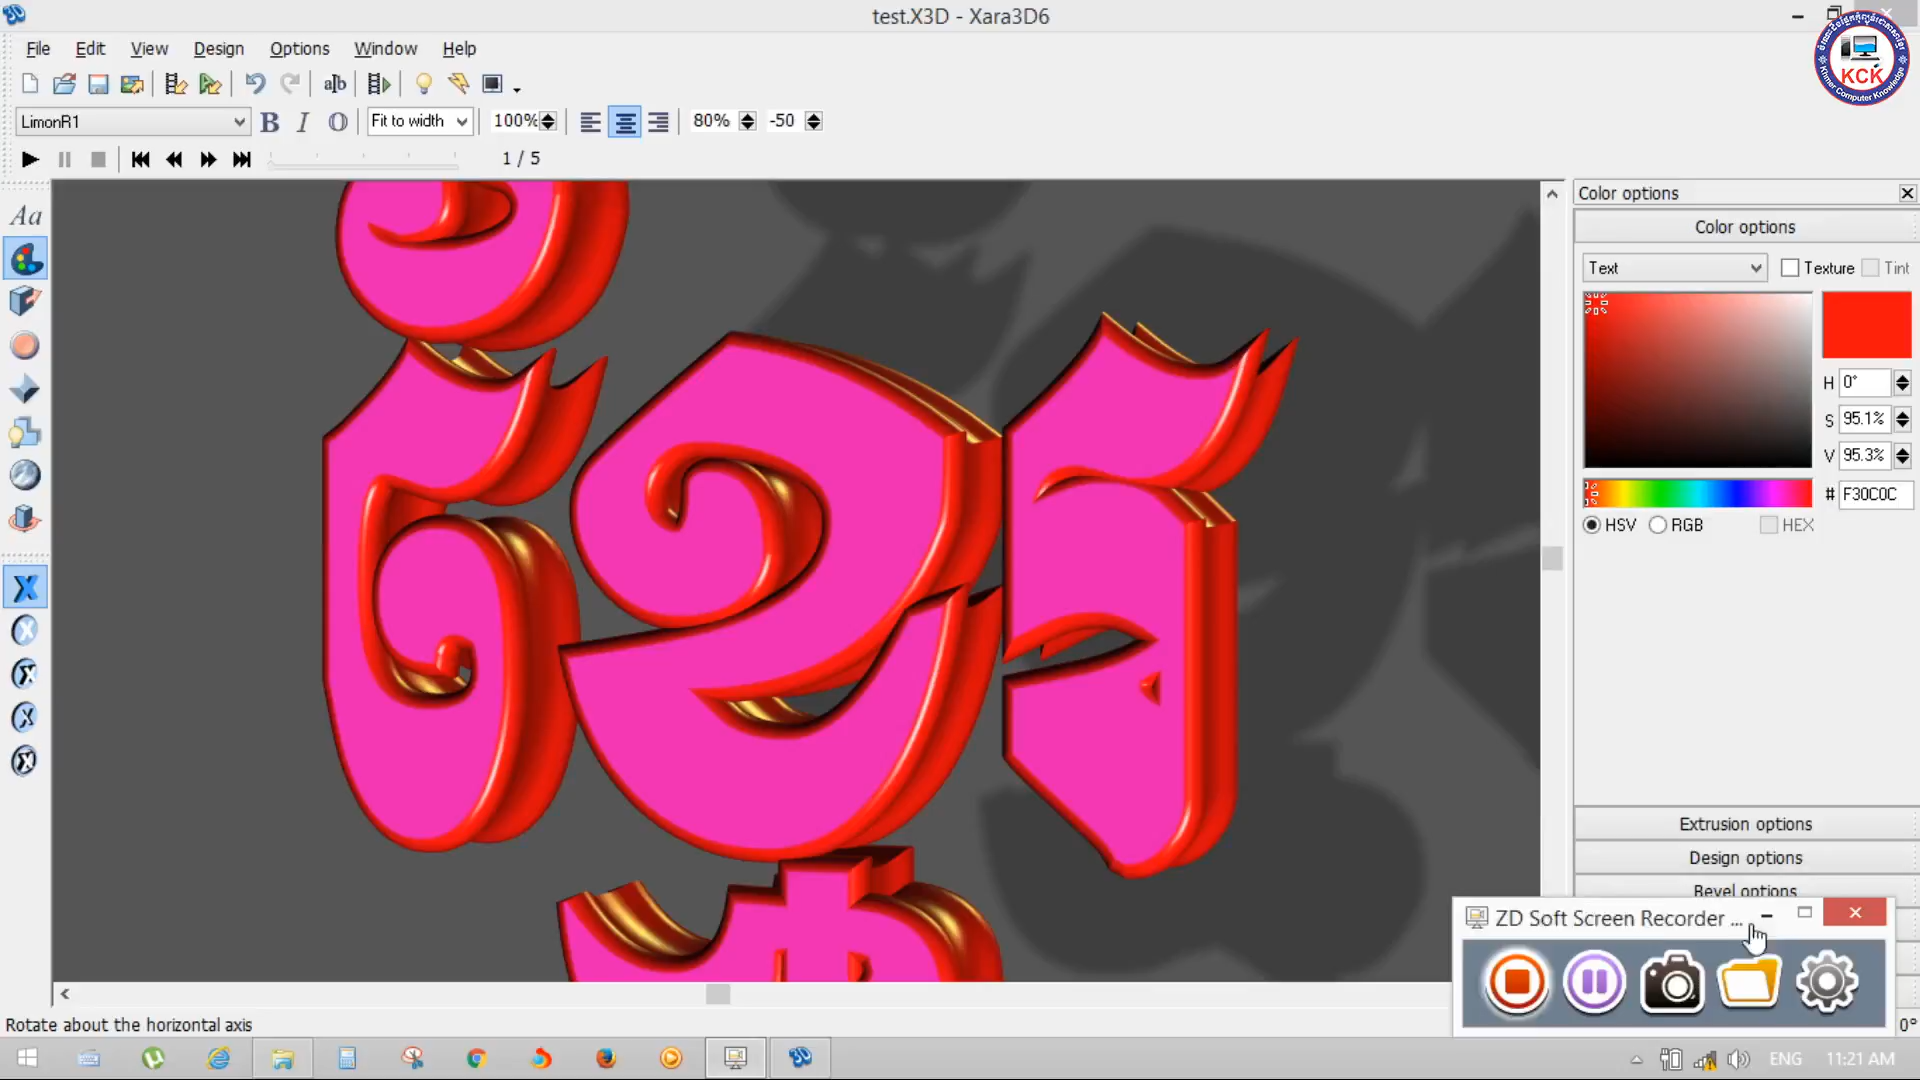 test.X3D - Xara3D6
File Edit View Design Options Window Help
a|b
LimonR1 B I O Fit to width 100% 80% -50
1 / 5
Aa
Color options
Color options
Text Texture Tint
H 0°
S 95.1%
V 95.3%
# F30C0C
HSV RGB HEX
Extrusion options
Design options
Bevel options
ZD Soft Screen Recorder ...
Rotate about the horizontal axis
0°
ENG 11:21 AM
KCK
Khmer Computer Knowledge